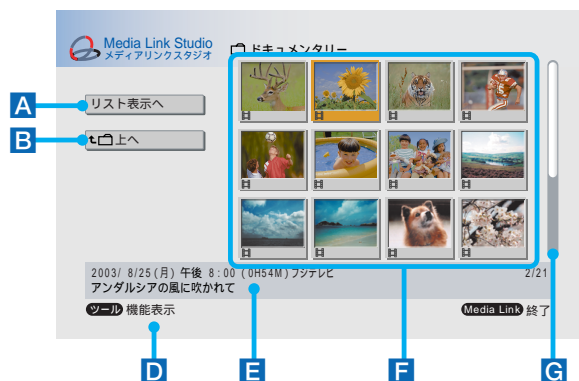 Media Link Studio
メディアリンクスタジオ
ドキュメンタリー
A
リスト表示へ
B
上へ
2003/ 8/25(月) 午後 8:00 (0H54M)フジテレビ 2/21
アンダルシアの風に吹かれて
ツール 機能表示
Media Link 終了
D
E
F
G